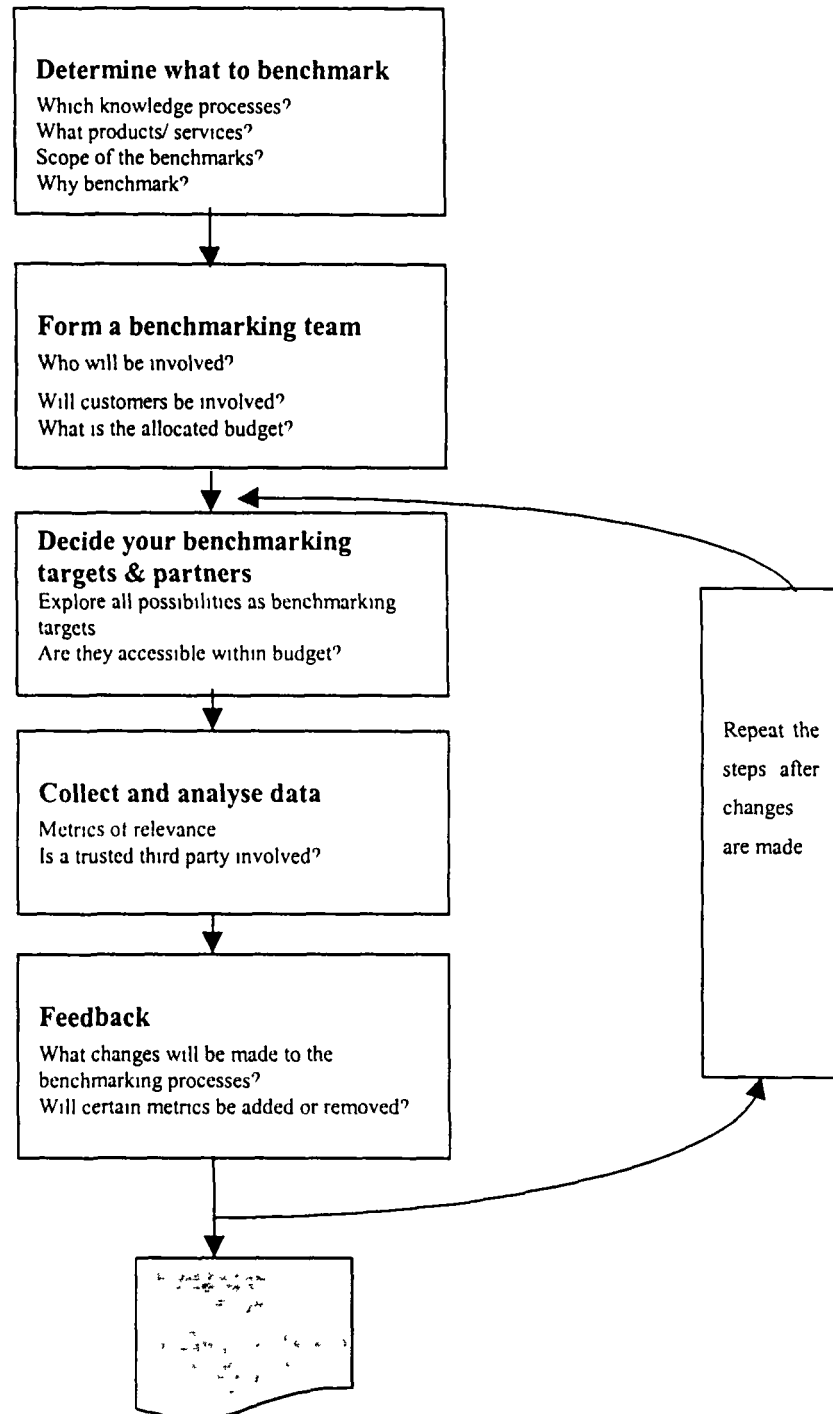 Determine what to benchmark
Which knowledge processes?
What products/ services?
Scope of the benchmarks?
Why benchmark?
Form a benchmarking team
Who will be involved?
Will customers be involved?
What is the allocated budget?
Decide your benchmarking
targets & partners
Explore all possibilities as benchmarking
targets
Are they accessible within budget?
Collect and analyse data
Metrics of relevance
Is a trusted third party involved?
Feedback
What changes will be made to the
benchmarking processes?
Will certain metrics be added or removed?
Repeat the
steps after
changes
are made